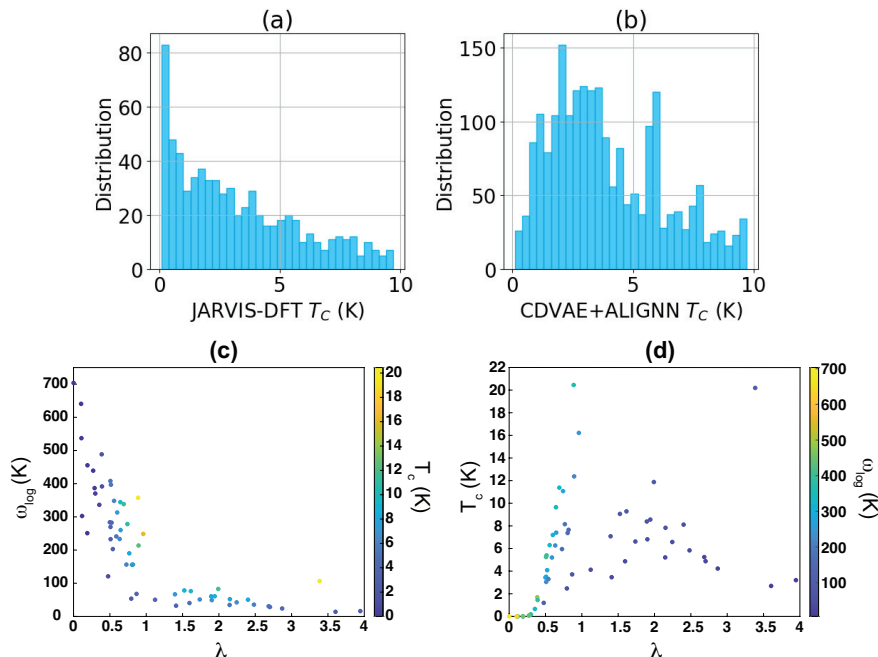 (a)
80
60
40
20
0
Distribution
0 5 10
JARVIS-DFT T_C (K)
(b)
150
100
50
0
Distribution
0 5 10
CDVAE+ALIGNN T_C (K)
(c)
700
600
500
400
300
200
100
0
ω_log (K)
0 0.5 1 1.5 2 2.5 3 3.5 4
λ
20
18
16
14
12
10
8
6
4
2
0
T_c (K)
(d)
22
20
18
16
14
12
10
8
6
4
2
0
T_c (K)
0 0.5 1 1.5 2 2.5 3 3.5 4
λ
700
600
500
400
300
200
100
ω_log (K)